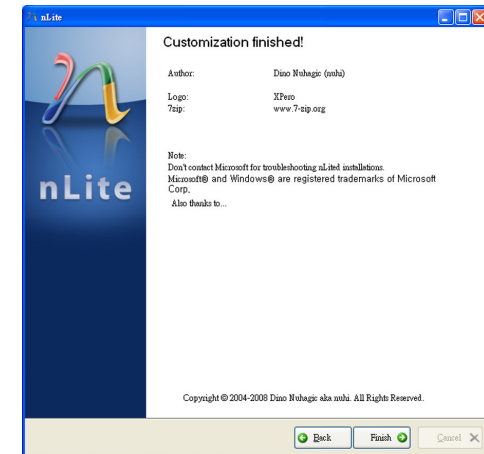 nLite
Customization finished!
Author: Dino Nuhagic (nuhi)
Logo: XPero
7zip: www.7-zip.org
Note:
Don't contact Microsoft for troubleshooting nLited installations.
Microsoft® and Windows® are registered trademarks of Microsoft
Corp.
Also thanks to...
nLite
Copyright © 2004-2008 Dino Nuhagic aka nuhi. All Rights Reserved.
Back Finish Cancel